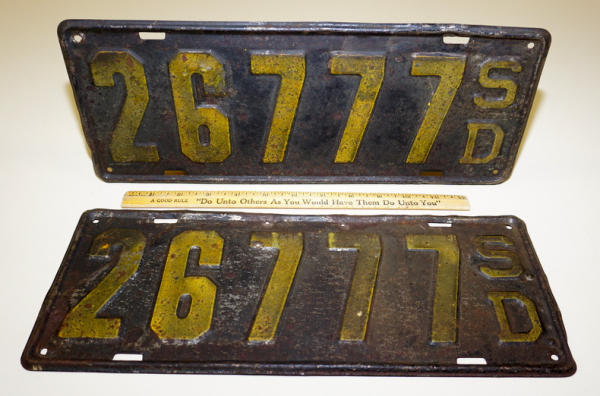 26777 SD
A GOOD RULE "Do Unto Others As You Would Have Them Do Unto You"
26777 SD